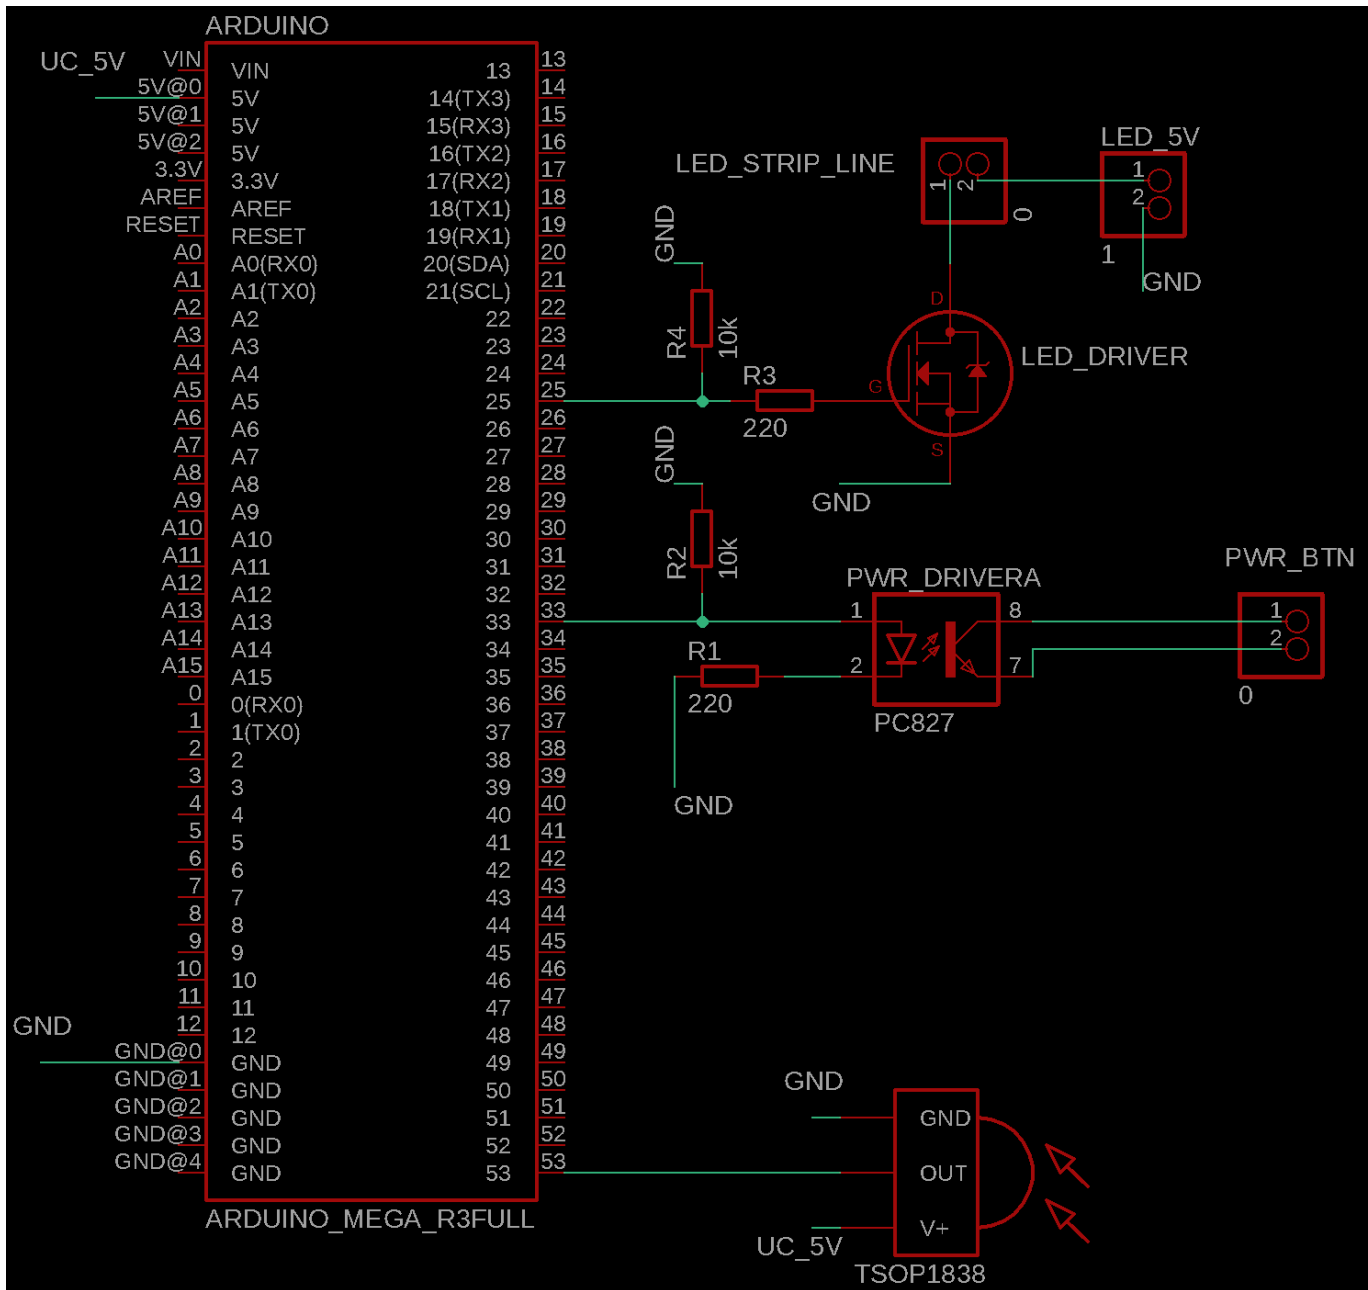 ARDUINO
UC_5V
VIN VIN 13 13
5V@0 5V 14(TX3) 14
5V@1 5V 15(RX3) 15
5V@2 5V 16(TX2) 16
3.3V 3.3V 17(RX2) 17
AREF AREF 18(TX1) 18
RESET RESET 19(RX1) 19
A0 A0(RX0) 20(SDA) 20
A1 A1(TX0) 21(SCL) 21
A2 A2 22 22
A3 A3 23 23
A4 A4 24 24
A5 A5 25 25
A6 A6 26 26
A7 A7 27 27
A8 A8 28 28
A9 A9 29 29
A10 A10 30 30
A11 A11 31 31
A12 A12 32 32
A13 A13 33 33
A14 A14 34 34
A15 A15 35 35
0 0(RX0) 36 36
1 1(TX0) 37 37
2 2 38 38
3 3 39 39
4 4 40 40
5 5 41 41
6 6 42 42
7 7 43 43
8 8 44 44
9 9 45 45
10 10 46 46
11 11 47 47
12 12 48 48
GND
GND@0 GND 49 49
GND@1 GND 50 50
GND@2 GND 51 51
GND@3 GND 52 52
GND@4 GND 53 53
ARDUINO_MEGA_R3FULL
LED_STRIP_LINE
1
2
0
LED_5V
1
2
1
GND
GND
R4
10k
R3
220
D
G
S
LED_DRIVER
GND
GND
R2
10k
PWR_DRIVERA
1
2
8
7
PC827
R1
220
GND
PWR_BTN
1
2
0
GND
GND
OUT
V+
UC_5V
TSOP1838